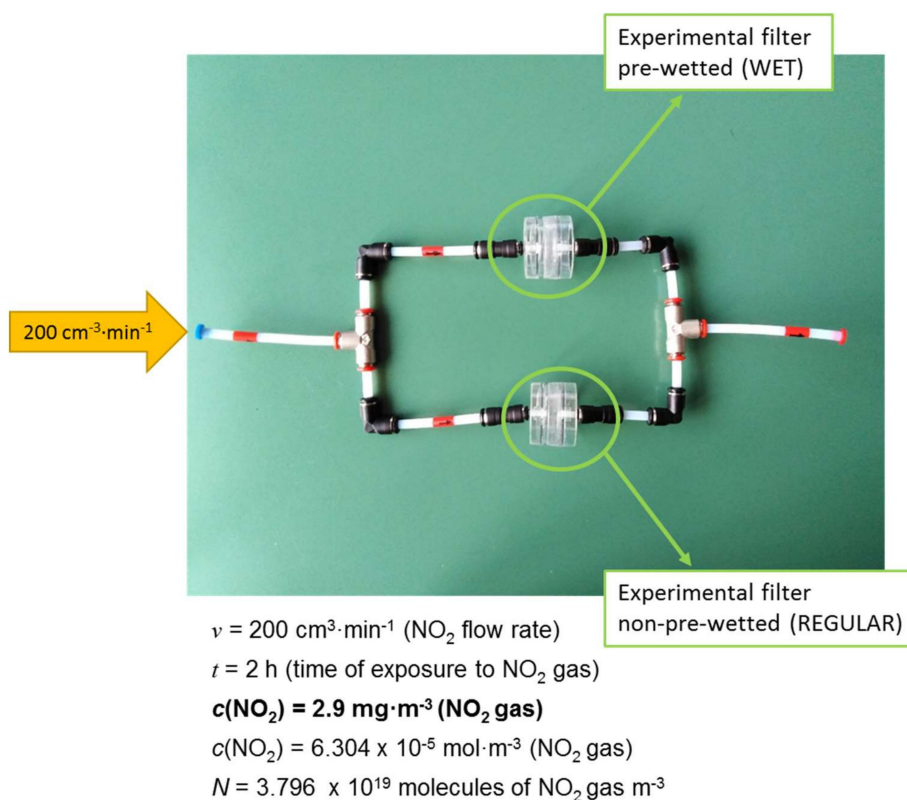 Experimental filter
pre-wetted (WET)
200 cm⁻³·min⁻¹
Experimental filter
non-pre-wetted (REGULAR)
v = 200 cm³·min⁻¹ (NO₂ flow rate)
t = 2 h (time of exposure to NO₂ gas)
c(NO₂) = 2.9 mg·m⁻³ (NO₂ gas)
c(NO₂) = 6.304 x 10⁻⁵ mol·m⁻³ (NO₂ gas)
N = 3.796 x 10¹⁹ molecules of NO₂ gas m⁻³